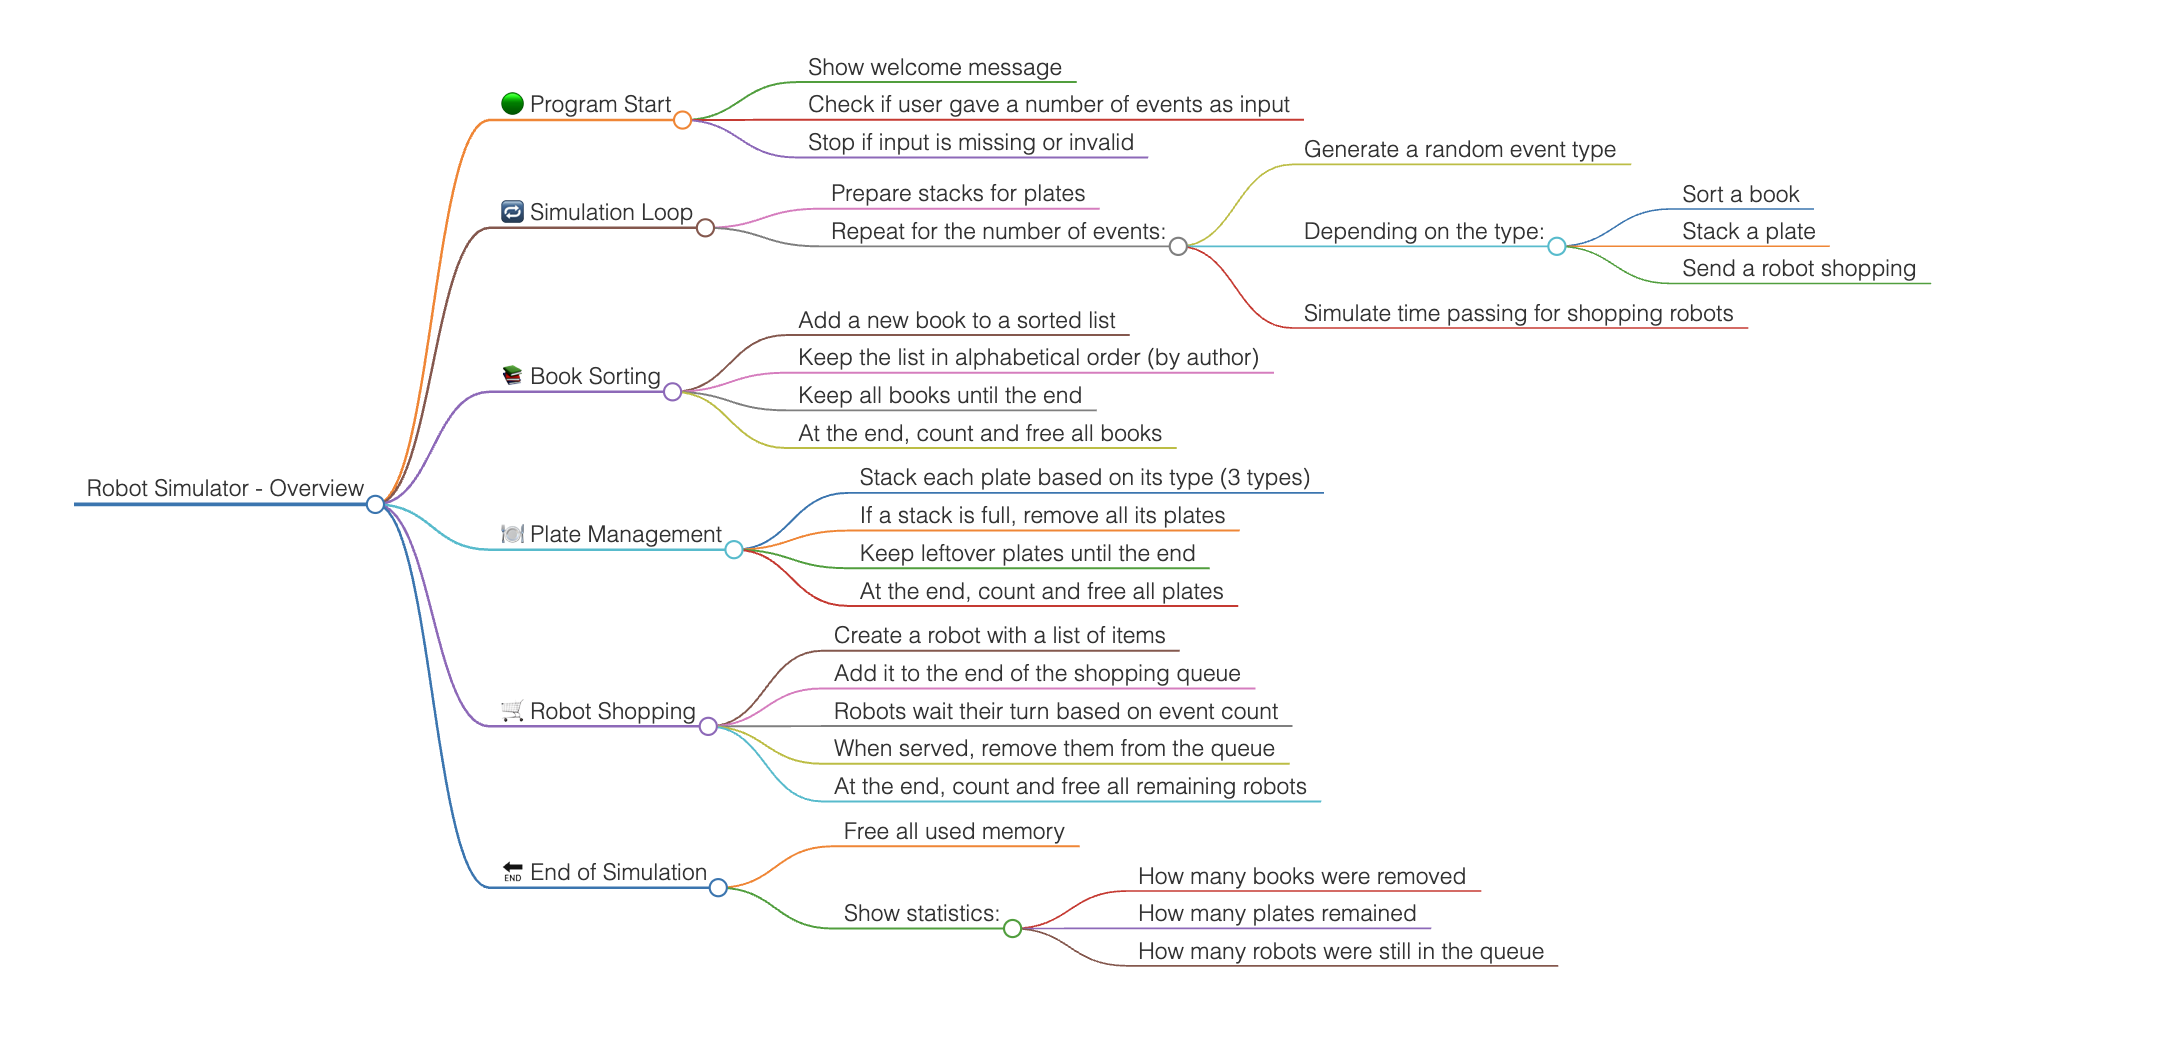 Robot Simulator - Overview
Program Start
Show welcome message
Check if user gave a number of events as input
Stop if input is missing or invalid
Simulation Loop
Prepare stacks for plates
Repeat for the number of events:
Generate a random event type
Depending on the type:
Sort a book
Stack a plate
Send a robot shopping
Simulate time passing for shopping robots
Book Sorting
Add a new book to a sorted list
Keep the list in alphabetical order (by author)
Keep all books until the end
At the end, count and free all books
Plate Management
Stack each plate based on its type (3 types)
If a stack is full, remove all its plates
Keep leftover plates until the end
At the end, count and free all plates
Robot Shopping
Create a robot with a list of items
Add it to the end of the shopping queue
Robots wait their turn based on event count
When served, remove them from the queue
At the end, count and free all remaining robots
END End of Simulation
Free all used memory
Show statistics:
How many books were removed
How many plates remained
How many robots were still in the queue